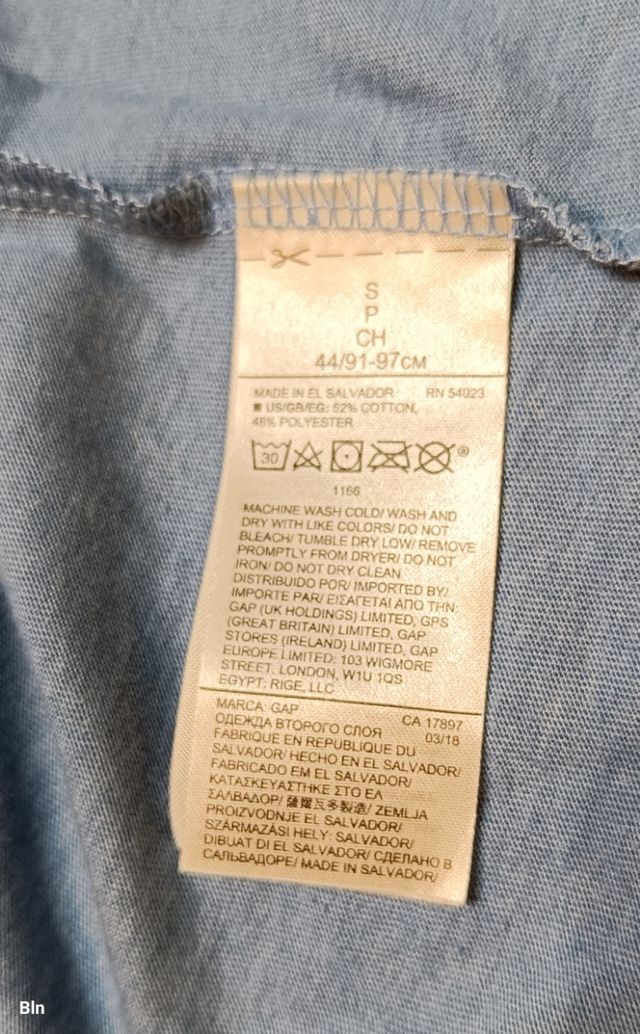 S
P
CH
44/91-97CM
MADE IN EL SALVADOR RN 54023
US/GB/EG: 52% COTTON,
48% POLYESTER
30 ®
1166
MACHINE WASH COLD/ WASH AND
DRY WITH LIKE COLORS/ DO NOT
BLEACH/ TUMBLE DRY LOW/ REMOVE
PROMPTLY FROM DRYER/ DO NOT
IRON/ DO NOT DRY CLEAN
DISTRIBUIDO POR/ IMPORTED BY/
IMPORTE PAR/ ΕΙΣΑΓΕΤΑΙ ΑΠΟ ΤΗΝ:
GAP (UK HOLDINGS) LIMITED, GPS
(GREAT BRITAIN) LIMITED, GAP
STORES (IRELAND) LIMITED, GAP
EUROPE LIMITED: 103 WIGMORE
STREET, LONDON, W1U 1QS
EGYPT: RIGE, LLC
MARCA: GAP CA 17897
ОДЕЖДА ВТОРОГО СЛОЯ 03/18
FABRIQUE EN REPUBLIQUE DU
SALVADOR/ HECHO EN EL SALVADOR/
FABRICADO EM EL SALVADOR/
ΚΑΤΑΣΚΕΥΑΣΤΗΚΕ ΣΤΟ ΕΛ
ΣΑΛΒΑΔΟΡ/ 薩爾瓦多製造/ ZEMLJA
PROIZVODNJE EL SALVADOR/
SZÁRMAZÁSI HELY: SALVADOR/
DIBUAT DI EL SALVADOR/ СДЕЛАНО В
САЛЬВАДОРЕ/ MADE IN SALVADOR/
Bln